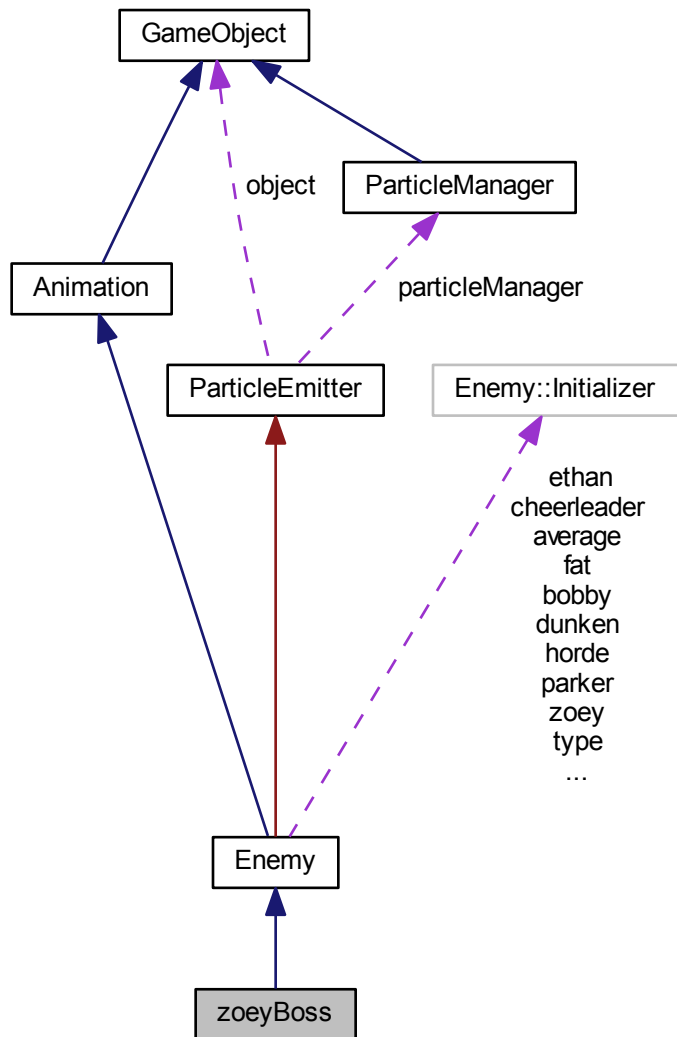 GameObject
object
ParticleManager
Animation
particleManager
ParticleEmitter
Enemy::Initializer
ethan
cheerleader
average
fat
bobby
dunken
horde
parker
zoey
type
...
Enemy
zoeyBoss